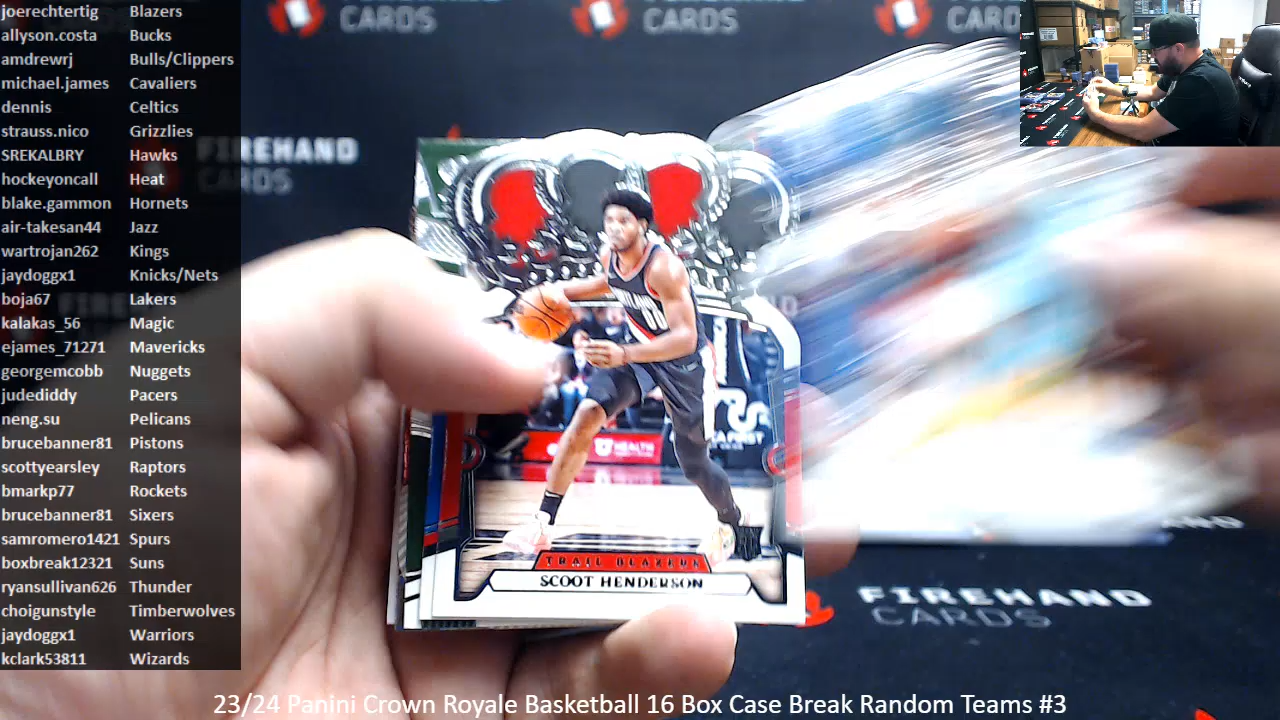 joerechtertig Blazers
allyson.costa Bucks
amdrewrj Bulls/Clippers
michael.james Cavaliers
dennis Celtics
strauss.nico Grizzlies
SREKALBRY Hawks
hockeyoncall Heat
blake.gammon Hornets
air-takesan44 Jazz
wartrojan262 Kings
jaydoggx1 Knicks/Nets
boja67 Lakers
kalakas_56 Magic
ejames_71271 Mavericks
georgemcobb Nuggets
judediddy Pacers
neng.su Pelicans
brucebanner81 Pistons
scottyearsley Raptors
bmarkp77 Rockets
brucebanner81 Sixers
samromero1421 Spurs
boxbreak12321 Suns
ryansullivan626 Thunder
choigunstyle Timberwolves
jaydoggx1 Warriors
kclark53811 Wizards
CARDS
CARDS
CARDS
FIREHAND
CARDS
HEALTH
TRAIL BLAZERS
SCOOT HENDERSON
FIREHAND
CARDS
23/24 Panini Crown Royale Basketball 16 Box Case Break Random Teams #3